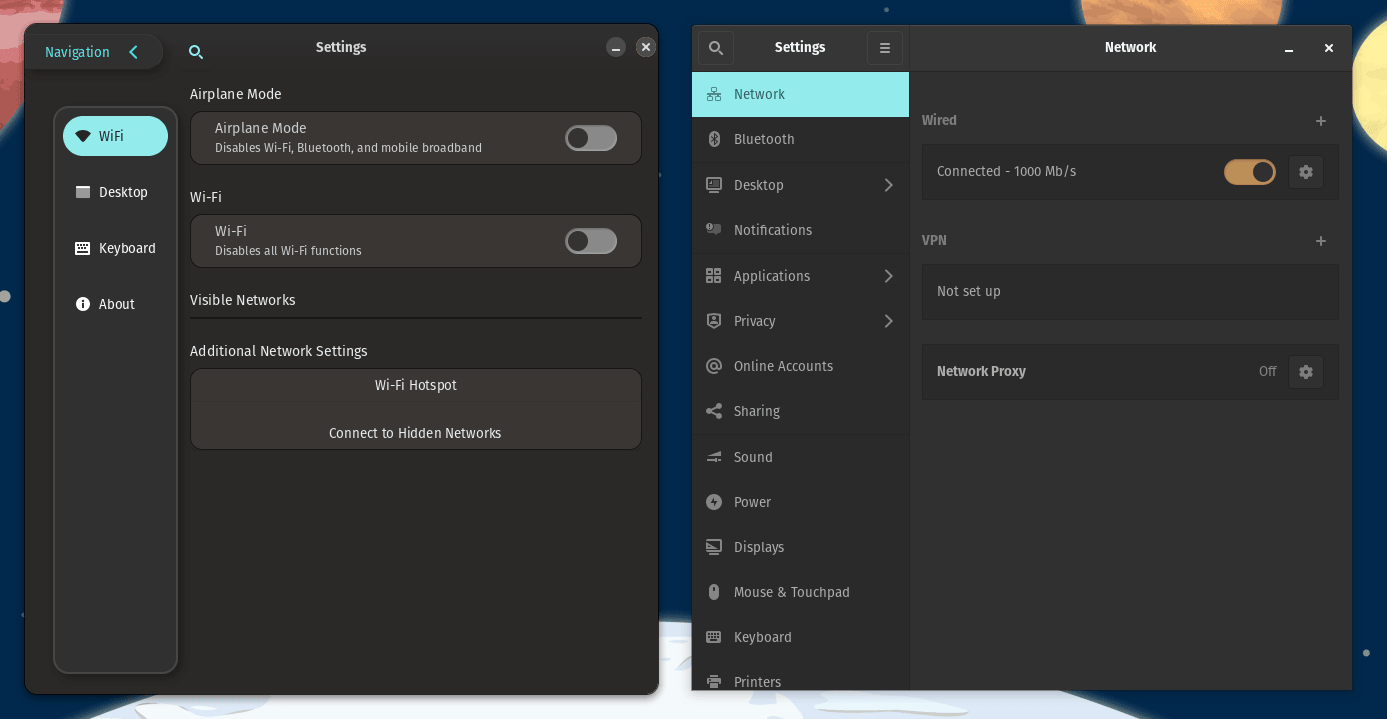 Navigation
Settings
WiFi
Desktop
Keyboard
About
Airplane Mode
Airplane Mode
Disables Wi-Fi, Bluetooth, and mobile broadband
Wi-Fi
Wi-Fi
Disables all Wi-Fi functions
Visible Networks
Additional Network Settings
Wi-Fi Hotspot
Connect to Hidden Networks
Settings
Network
Network
Bluetooth
Desktop
Notifications
Applications
Privacy
Online Accounts
Sharing
Sound
Power
Displays
Mouse & Touchpad
Keyboard
Printers
Wired
Connected - 1000 Mb/s
VPN
Not set up
Network Proxy Off